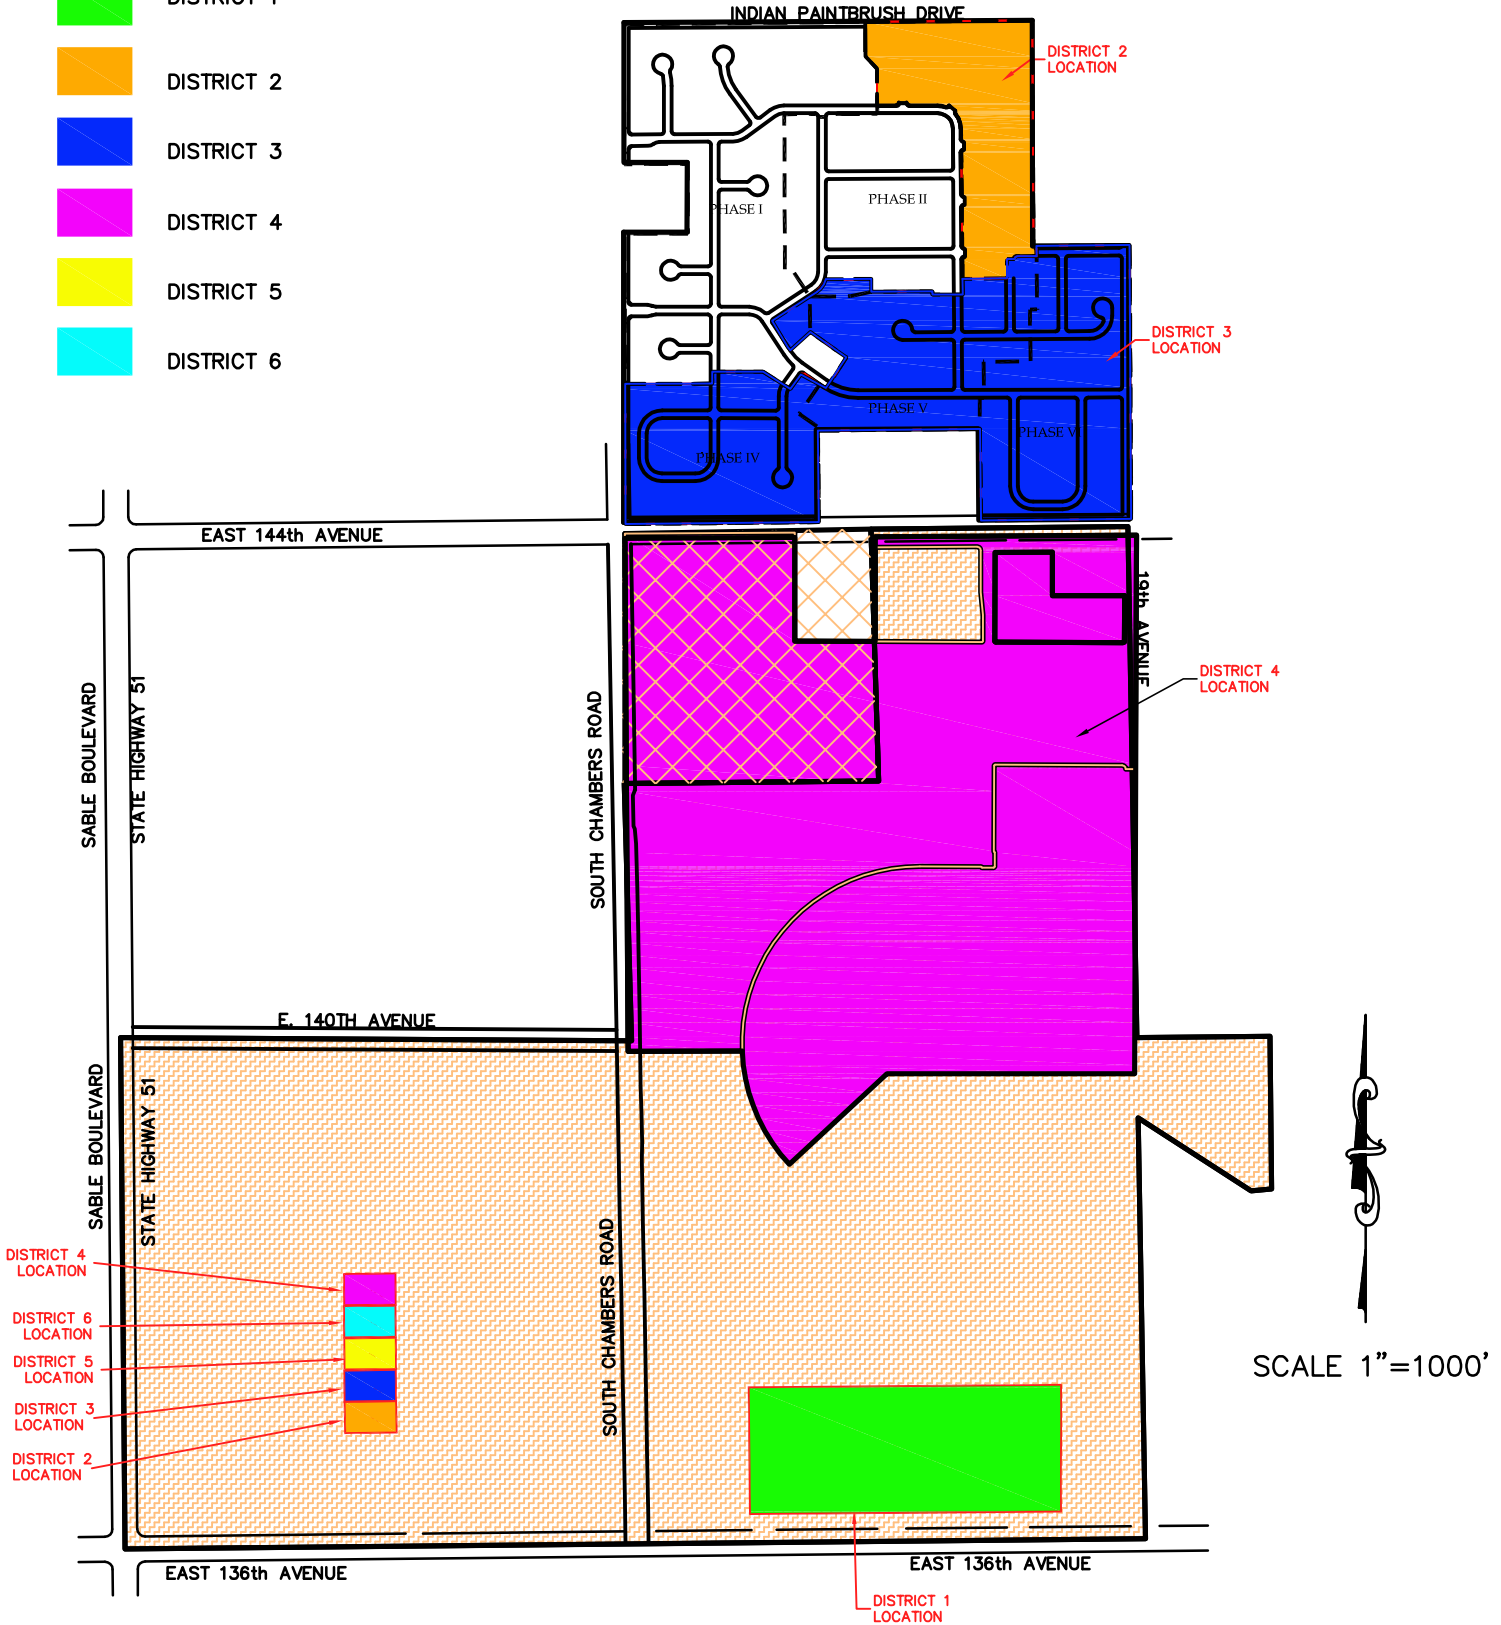 DISTRICT 1
DISTRICT 2
DISTRICT 3
DISTRICT 4
DISTRICT 5
DISTRICT 6
INDIAN PAINTBRUSH DRIVE
DISTRICT 2
LOCATION
PHASE I
PHASE II
DISTRICT 3
LOCATION
PHASE V
PHASE VI
PHASE IV
EAST 144th AVENUE
19th AVENUE
SABLE BOULEVARD
STATE HIGHWAY 51
SOUTH CHAMBERS ROAD
DISTRICT 4
LOCATION
E. 140TH AVENUE
SABLE BOULEVARD
STATE HIGHWAY 51
SOUTH CHAMBERS ROAD
DISTRICT 4
LOCATION
DISTRICT 6
LOCATION
DISTRICT 5
LOCATION
DISTRICT 3
LOCATION
DISTRICT 2
LOCATION
SCALE 1"=1000'
EAST 136th AVENUE
EAST 136th AVENUE
DISTRICT 1
LOCATION